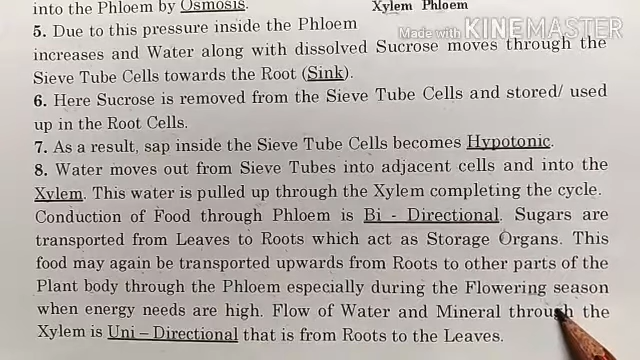 into the Phloem by Osmosis.
Xylem Phloem
Made with KINEMASTER
5. Due to this pressure inside the Phloem
increases and Water along with dissolved Sucrose moves through the
Sieve Tube Cells towards the Root (Sink).
6. Here Sucrose is removed from the Sieve Tube Cells and stored/ used
up in the Root Cells.
7. As a result, sap inside the Sieve Tube Cells becomes Hypotonic.
8. Water moves out from Sieve Tubes into adjacent cells and into the
Xylem. This water is pulled up through the Xylem completing the cycle.
Conduction of Food through Phloem is Bi - Directional. Sugars are
transported from Leaves to Roots which act as Storage Organs. This
food may again be transported upwards from Roots to other parts of the
Plant body through the Phloem especially during the Flowering season
when energy needs are high. Flow of Water and Mineral through the
Xylem is Uni – Directional that is from Roots to the Leaves.